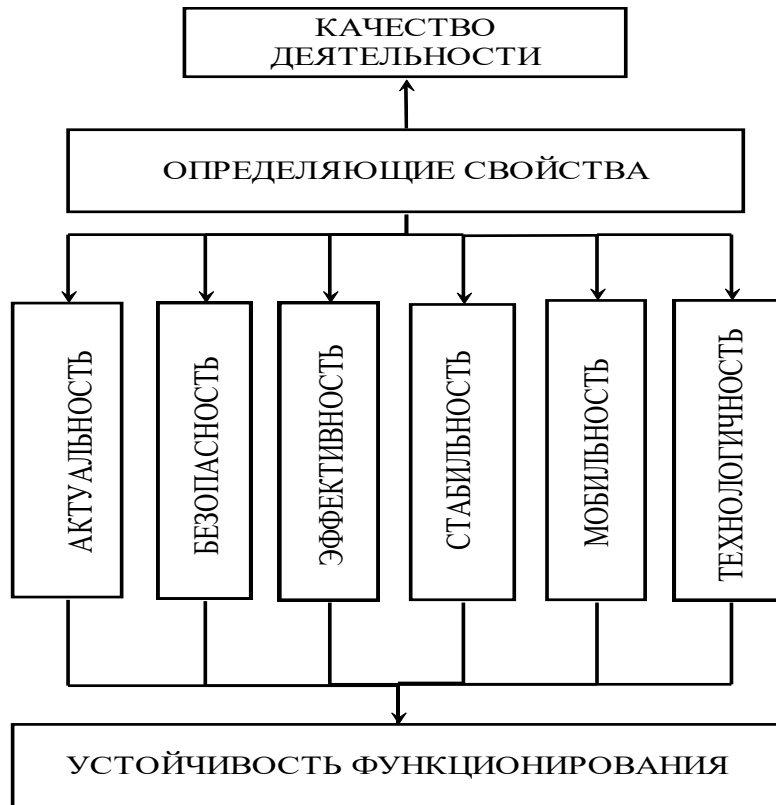 КАЧЕСТВО
ДЕЯТЕЛЬНОСТИ
ОПРЕДЕЛЯЮЩИЕ СВОЙСТВА
АКТУАЛЬНОСТЬ
БЕЗОПАСНОСТЬ
ЭФФЕКТИВНОСТЬ
СТАБИЛЬНОСТЬ
МОБИЛЬНОСТЬ
ТЕХНОЛОГИЧНОСТЬ
УСТОЙЧИВОСТЬ ФУНКЦИОНИРОВАНИЯ